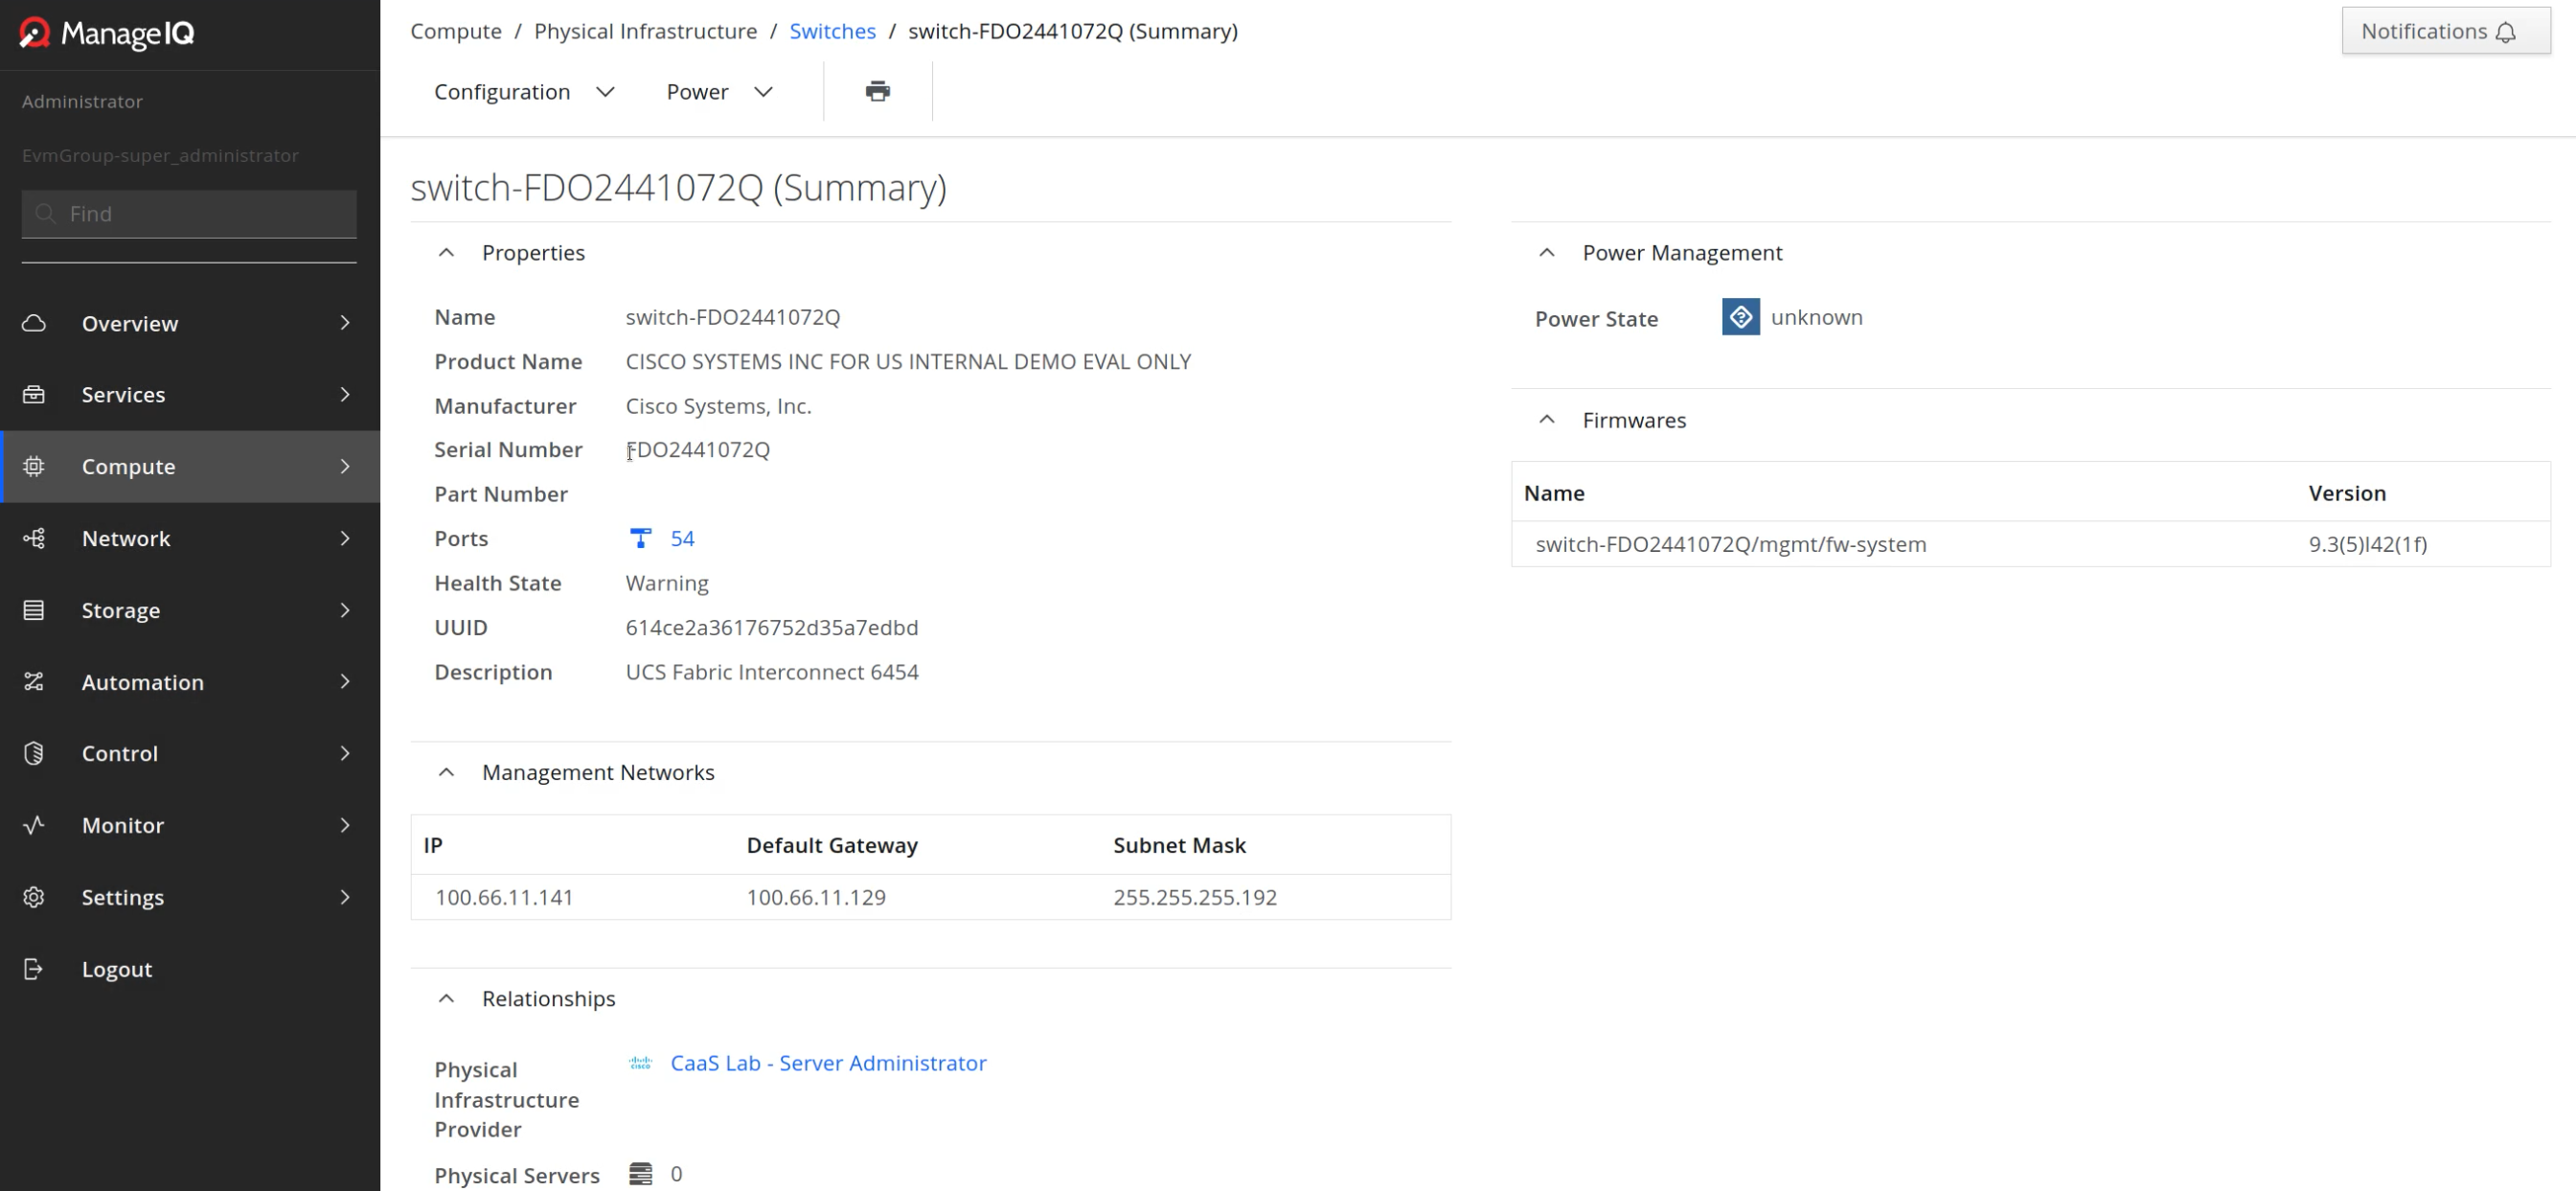 ManageIQ
Administrator
EvmGroup-super_administrator
Find
Overview
Services
Compute
Network
Storage
Automation
Control
Monitor
Settings
Logout
Compute / Physical Infrastructure / Switches / switch-FDO2441072Q (Summary)
Notifications
Configuration Power
switch-FDO2441072Q (Summary)
Properties
Name switch-FDO2441072Q
Product Name CISCO SYSTEMS INC FOR US INTERNAL DEMO EVAL ONLY
Manufacturer Cisco Systems, Inc.
Serial Number FDO2441072Q
Part Number
Ports 54
Health State Warning
UUID 614ce2a36176752d35a7edbd
Description UCS Fabric Interconnect 6454
Management Networks
IP Default Gateway Subnet Mask
100.66.11.141 100.66.11.129 255.255.255.192
Relationships
Physical Infrastructure Provider
cisco CaaS Lab - Server Administrator
Physical Servers 0
Power Management
Power State unknown
Firmwares
Name Version
switch-FDO2441072Q/mgmt/fw-system 9.3(5)I42(1f)